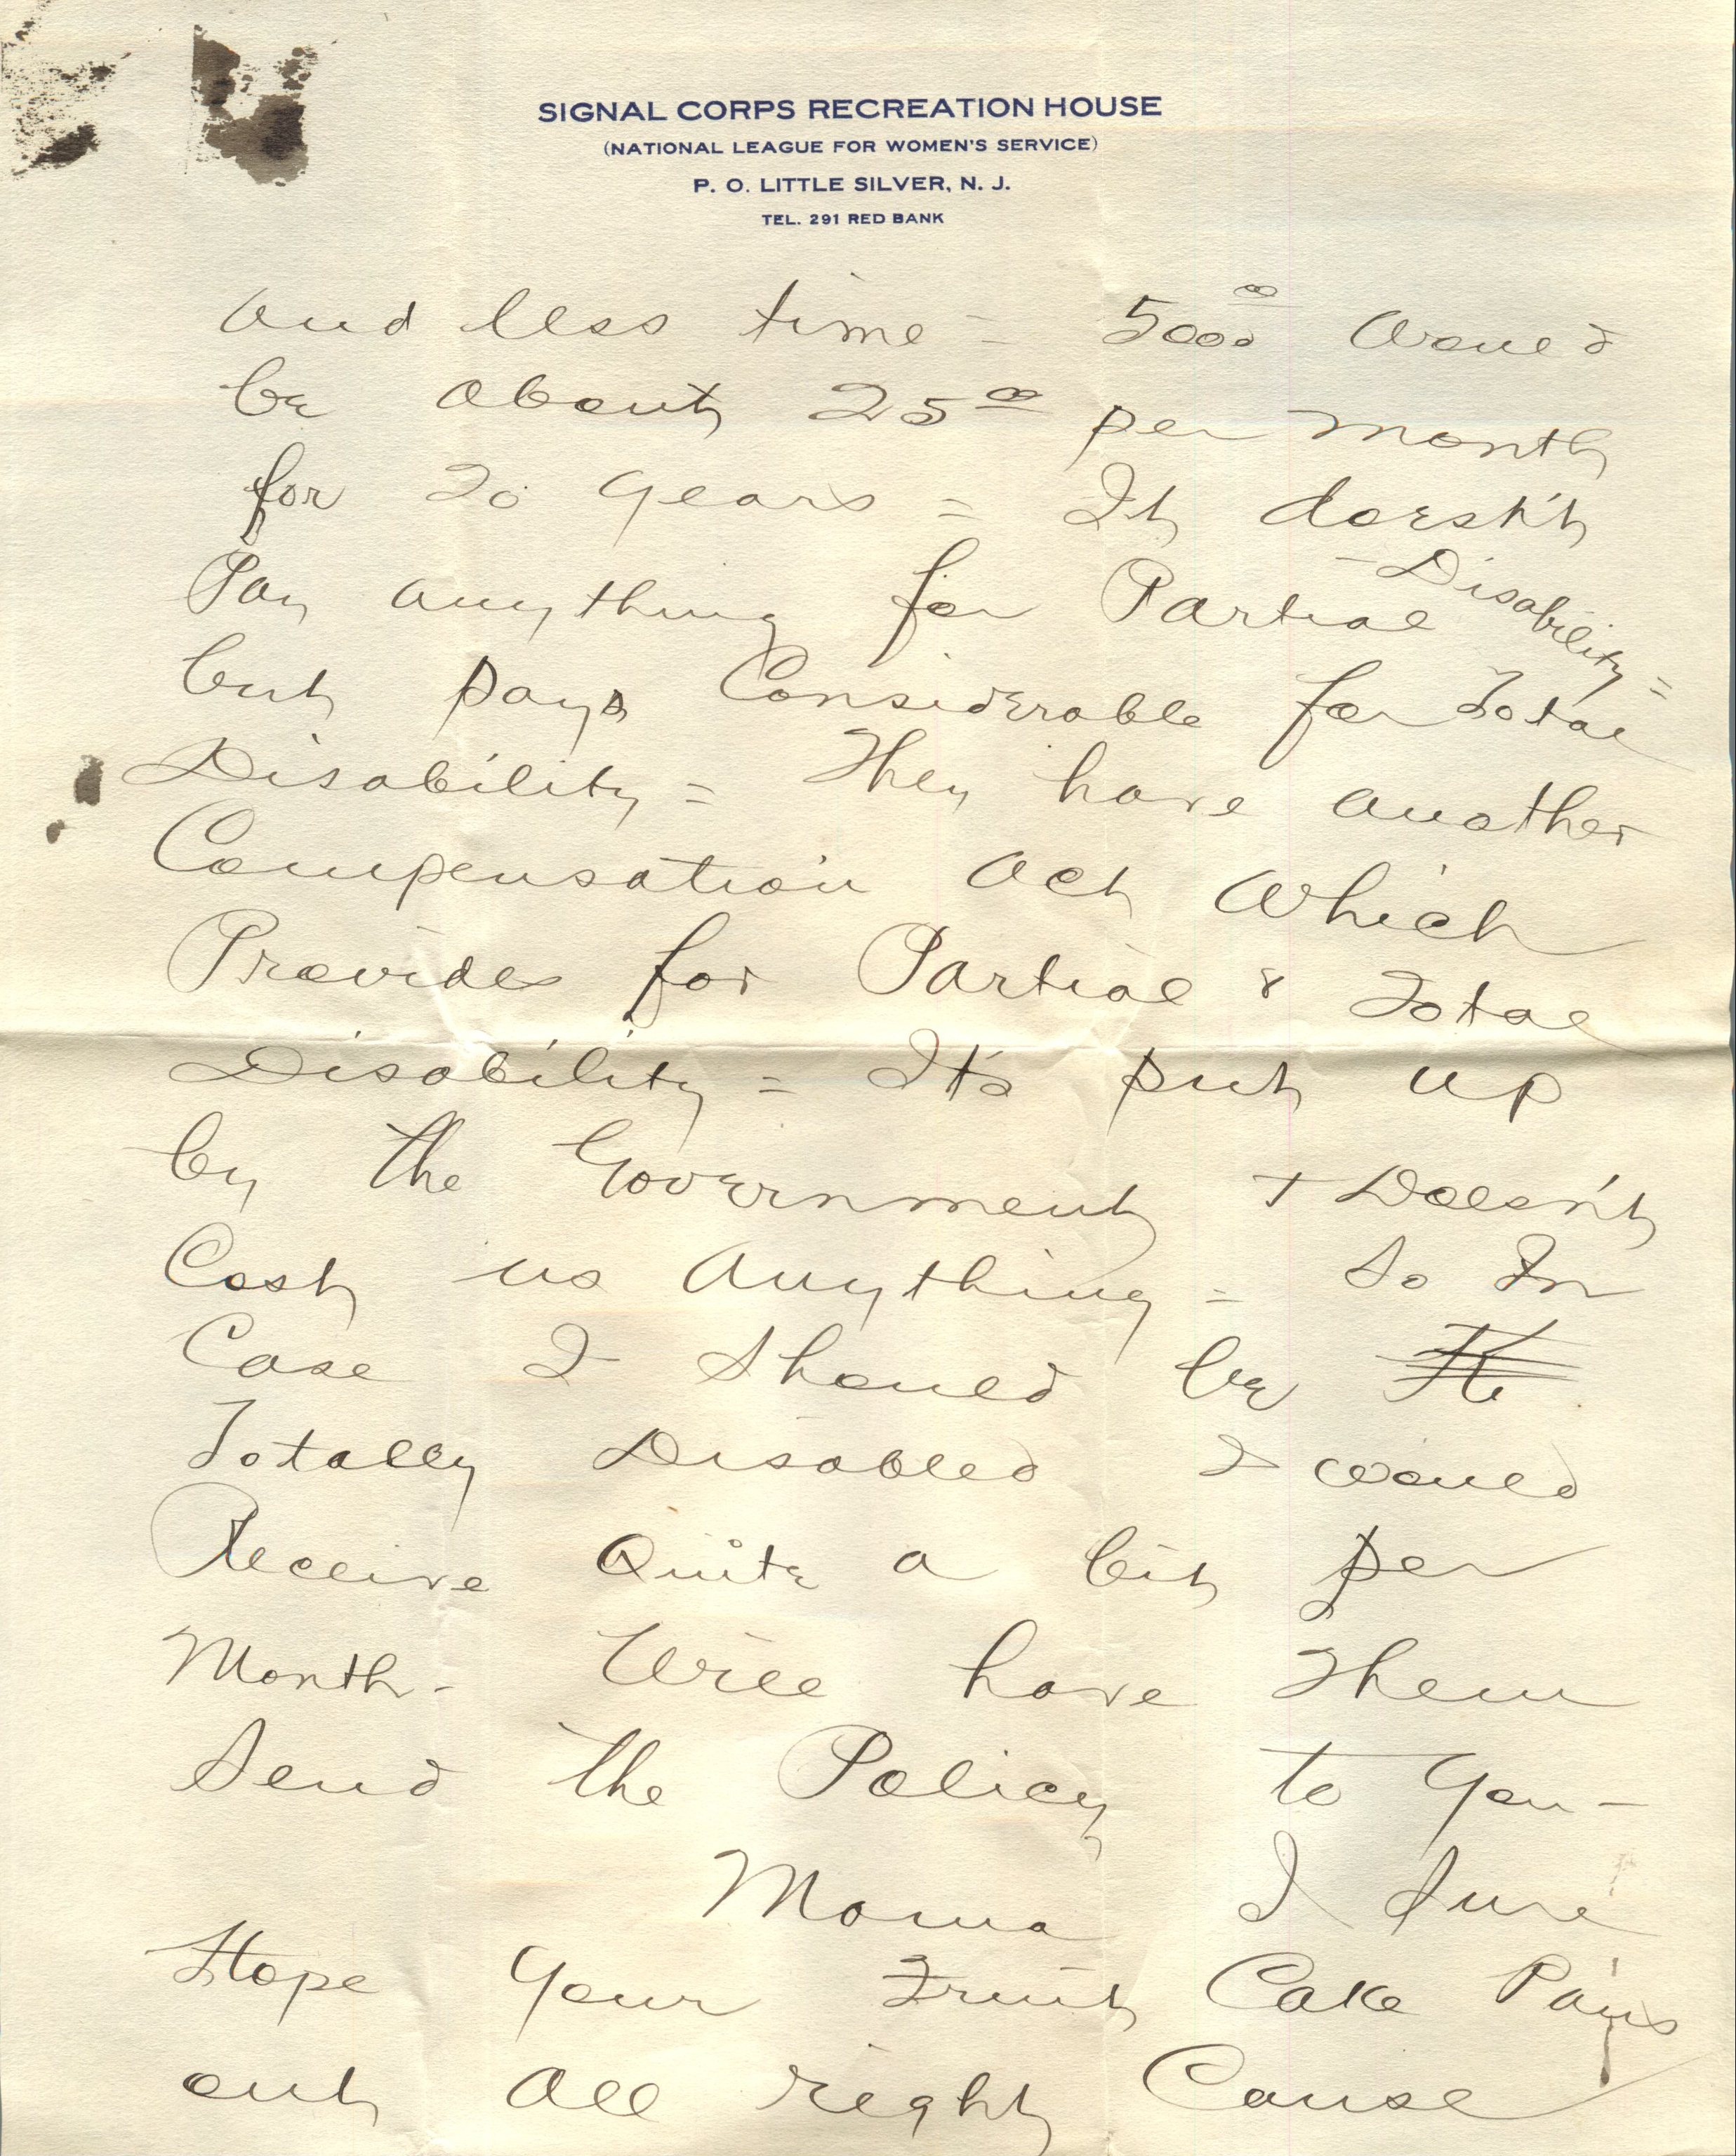 SIGNAL CORPS RECREATION HOUSE
(NATIONAL LEAGUE FOR WOMEN'S SERVICE)
P. O. LITTLE SILVER, N. J.
TEL. 291 RED BANK
and less time = 5000.00 Would
be about 25.00 per month
for 20 years = It doesn't
Pay anything for Partial Disability =
but pays Considerable for Total
Disability = They have another
Compensation Act Which
Provides for Partial & Total
Disability = It's put up
by the Government + Doesn't
Cost us Anything = So In
Case I Should be
Totally Disabled I would
Receive Quite a bit per
Month - Will have Them
Send the Policy to You -
Moma I Sure
Hope Your Fruit Cake Pays
out All right Cause